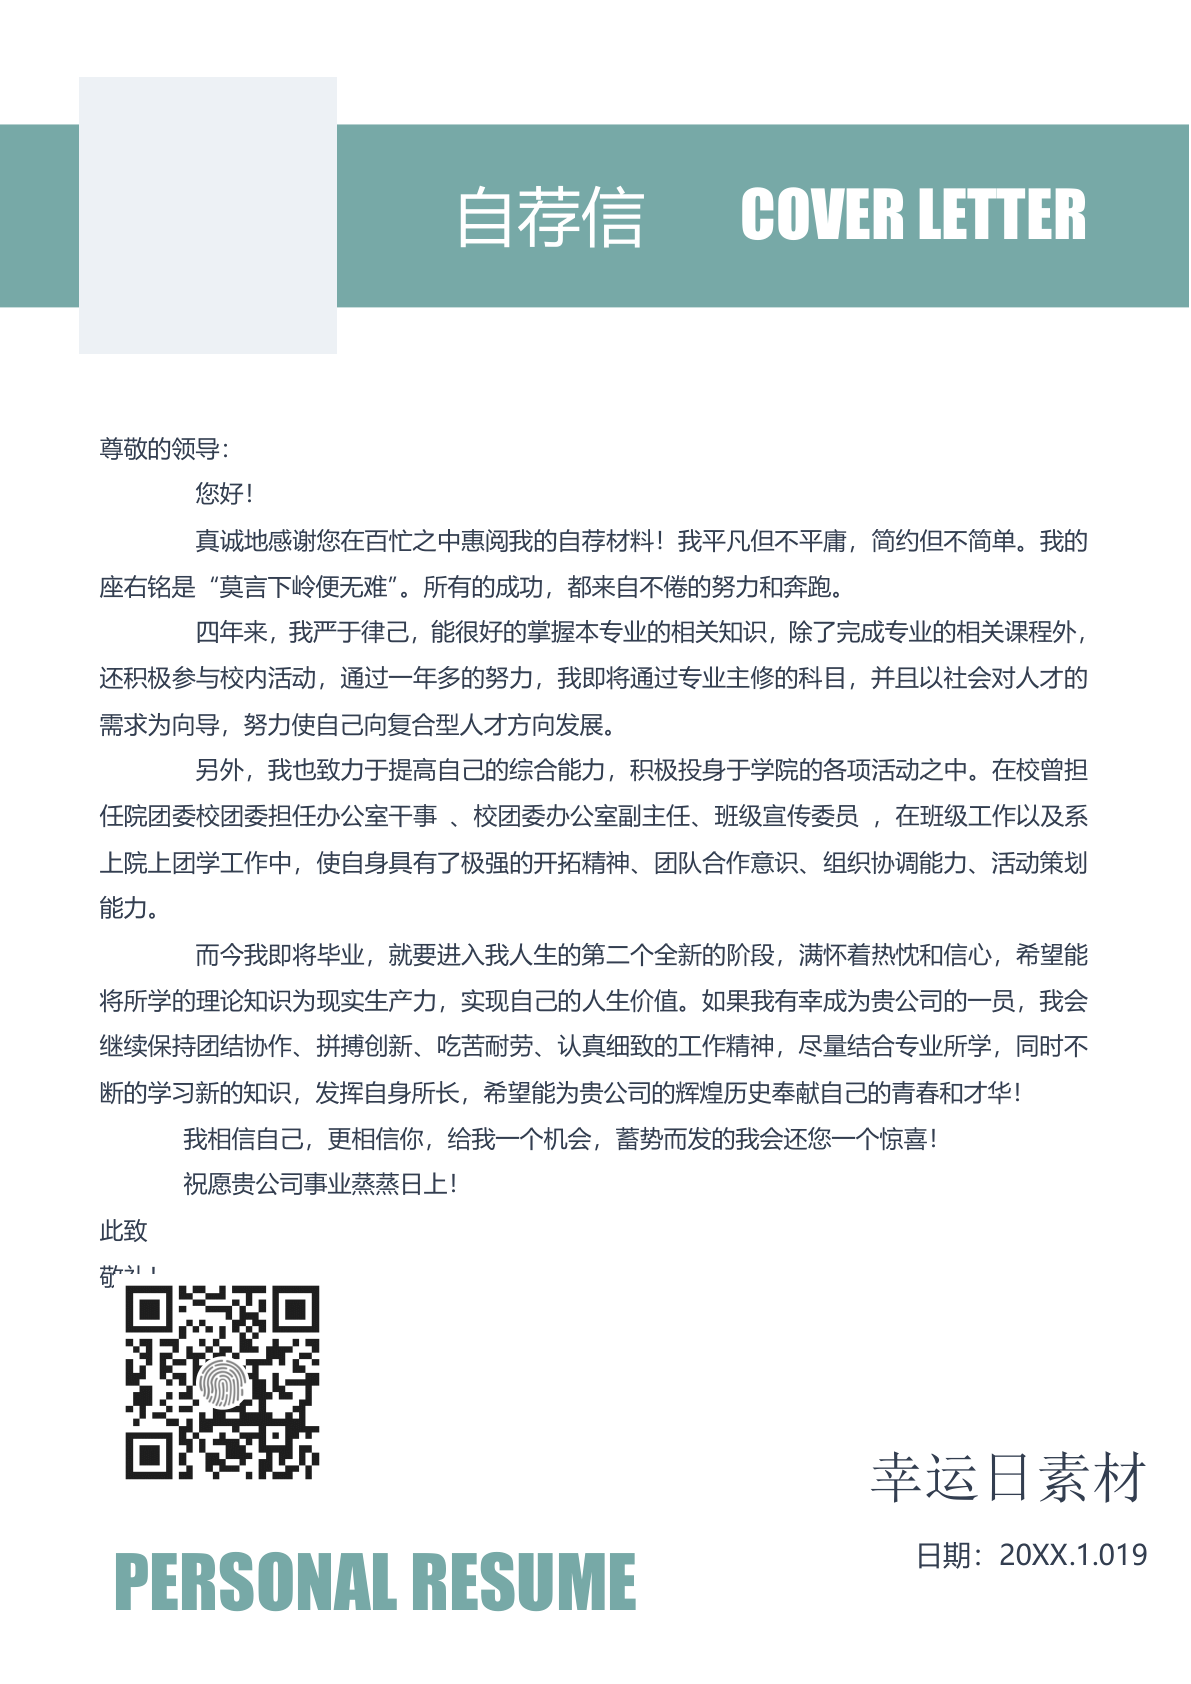 自荐信 COVER LETTER
尊敬的领导：
您好！
真诚地感谢您在百忙之中惠阅我的自荐材料！我平凡但不平庸，简约但不简单。我的
座右铭是“莫言下岭便无难”。所有的成功，都来自不倦的努力和奔跑。
四年来，我严于律己，能很好的掌握本专业的相关知识，除了完成专业的相关课程外，
还积极参与校内活动，通过一年多的努力，我即将通过专业主修的科目，并且以社会对人才的
需求为向导，努力使自己向复合型人才方向发展。
另外，我也致力于提高自己的综合能力，积极投身于学院的各项活动之中。在校曾担
任院团委校团委担任办公室干事 、校团委办公室副主任、班级宣传委员 ，在班级工作以及系
上院上团学工作中，使自身具有了极强的开拓精神、团队合作意识、组织协调能力、活动策划
能力。
而今我即将毕业，就要进入我人生的第二个全新的阶段，满怀着热忱和信心，希望能
将所学的理论知识为现实生产力，实现自己的人生价值。如果我有幸成为贵公司的一员，我会
继续保持团结协作、拼搏创新、吃苦耐劳、认真细致的工作精神，尽量结合专业所学，同时不
断的学习新的知识，发挥自身所长，希望能为贵公司的辉煌历史奉献自己的青春和才华！
我相信自己，更相信你，给我一个机会，蓄势而发的我会还您一个惊喜！
祝愿贵公司事业蒸蒸日上！
此致
敬礼！
幸运日素材
日期：20XX.1.019
PERSONAL RESUME